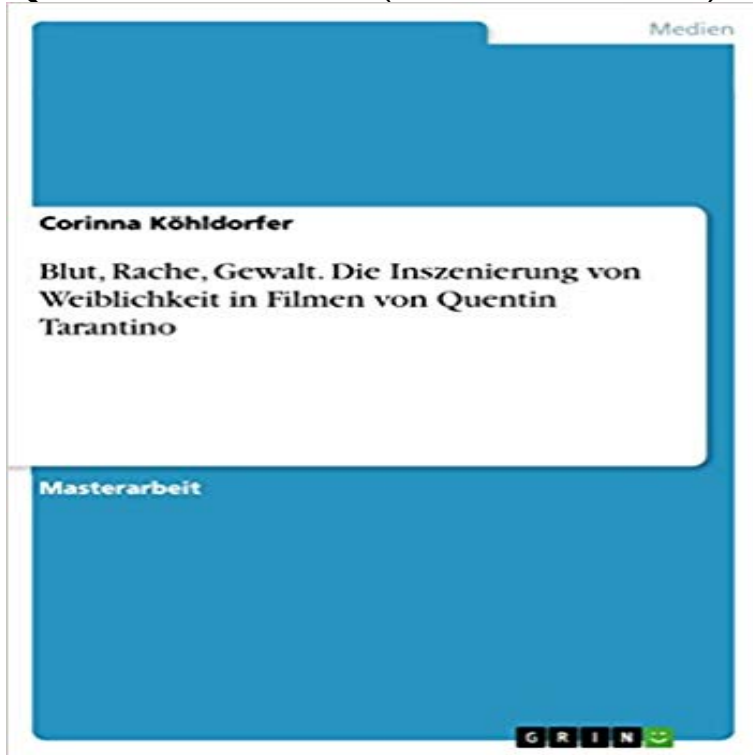 Medien
Corinna Köhldorfer
Blut, Rache, Gewalt. Die Inszenierung von
Weiblichkeit in Filmen von Quentin
Tarantino
Masterarbeit
GRIN